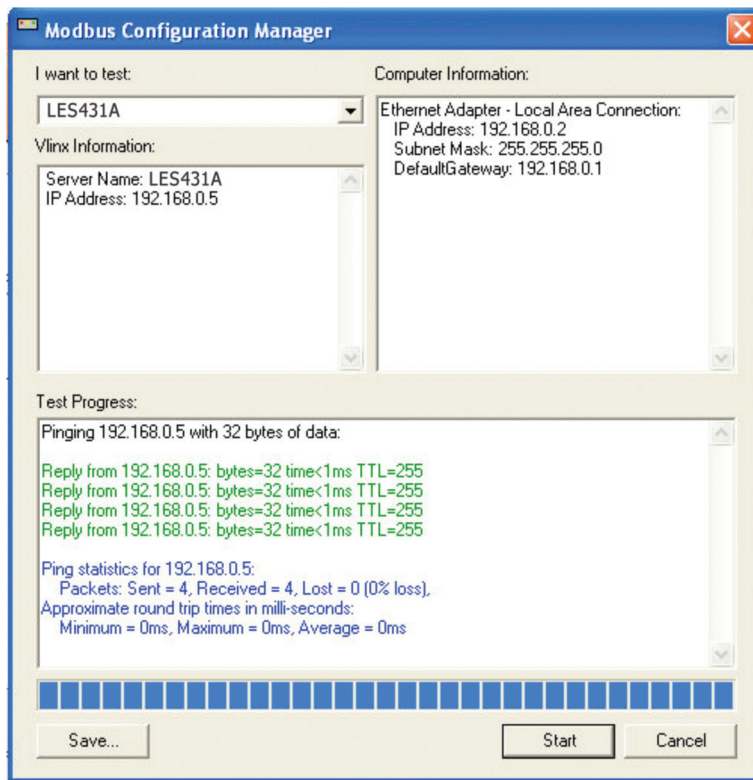 Modbus Configuration Manager
I want to test:
LES431A
Vlinx Information:
Server Name: LES431A
IP Address: 192.168.0.5
Computer Information:
Ethernet Adapter - Local Area Connection:
IP Address: 192.168.0.2
Subnet Mask: 255.255.255.0
DefaultGateway: 192.168.0.1
Test Progress:
Pinging 192.168.0.5 with 32 bytes of data:
Reply from 192.168.0.5: bytes=32 time<1ms TTL=255
Reply from 192.168.0.5: bytes=32 time<1ms TTL=255
Reply from 192.168.0.5: bytes=32 time<1ms TTL=255
Reply from 192.168.0.5: bytes=32 time<1ms TTL=255
Ping statistics for 192.168.0.5:
Packets: Sent = 4, Received = 4, Lost = 0 (0% loss),
Approximate round trip times in milli-seconds:
Minimum = 0ms, Maximum = 0ms, Average = 0ms
Save...
Start
Cancel